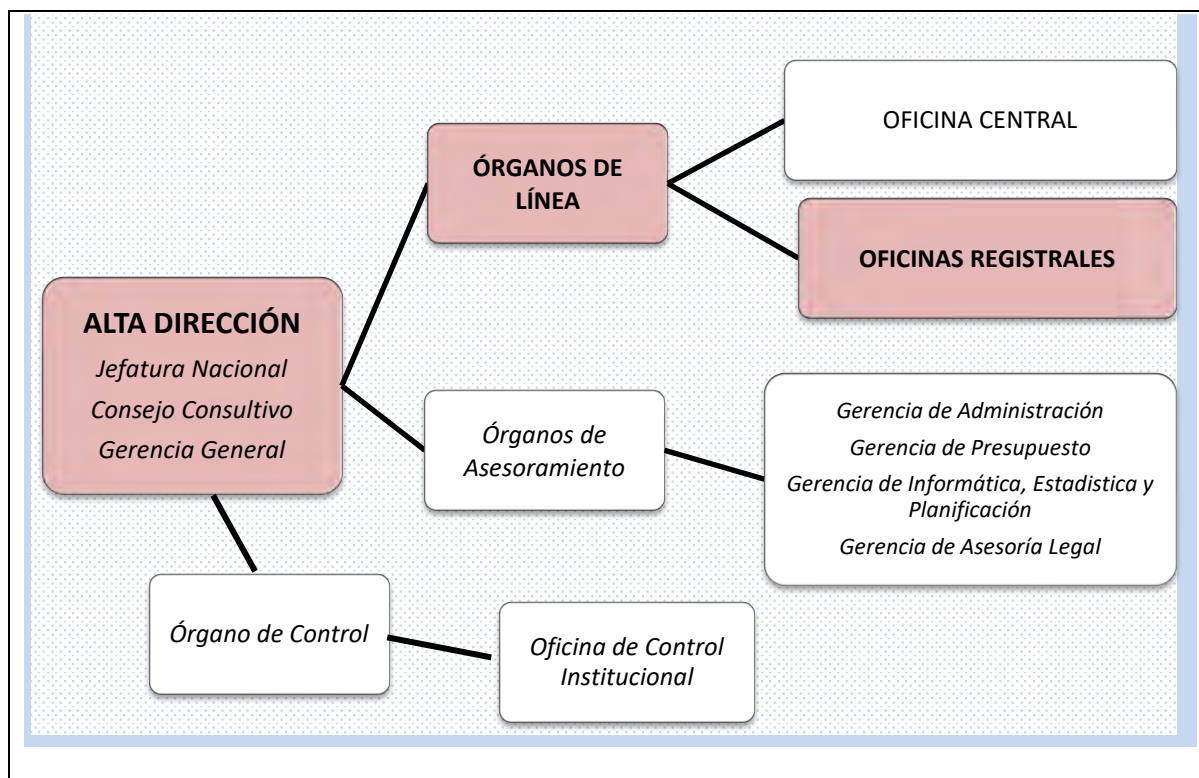 OFICINA CENTRAL
ÓRGANOS DE
LÍNEA
OFICINAS REGISTRALES
ALTA DIRECCIÓN
Jefatura Nacional
Consejo Consultivo
Gerencia General
Órganos de
Asesoramiento
Gerencia de Administración
Gerencia de Presupuesto
Gerencia de Informática, Estadistica y
Planificación
Gerencia de Asesoría Legal
Órgano de Control
Oficina de Control
Institucional